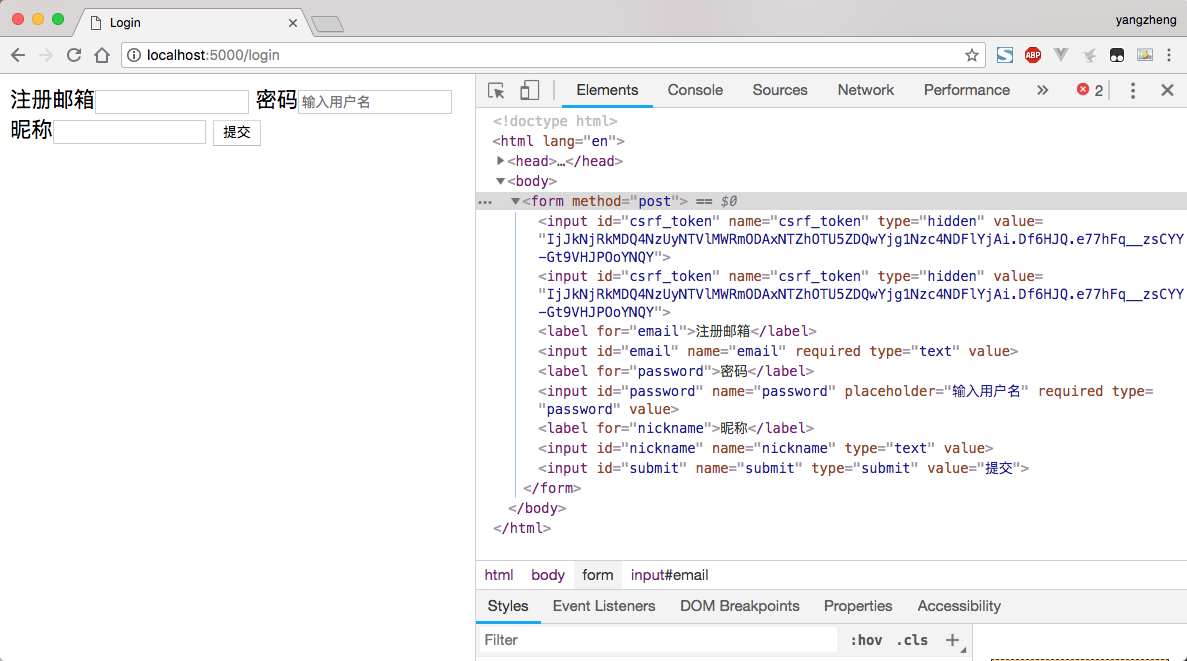 Login
yangzheng
localhost:5000/login
ABP
注册邮箱 密码 输入用户名
昵称 提交
Elements Console Sources Network Performance » 2
<!doctype html>
<html lang="en">
<head>…</head>
<body>
… <form method="post"> == $0
<input id="csrf_token" name="csrf_token" type="hidden" value=
"IjJkNjRkMDQ4NzUyNTVlMWRmODAxNTZhOTU5ZDQwYjg1Nzc4NDFlYjAi.Df6HJQ.e77hFq__zsCYY
-Gt9VHJPOoYNQY">
<input id="csrf_token" name="csrf_token" type="hidden" value=
"IjJkNjRkMDQ4NzUyNTVlMWRmODAxNTZhOTU5ZDQwYjg1Nzc4NDFlYjAi.Df6HJQ.e77hFq__zsCYY
-Gt9VHJPOoYNQY">
<label for="email">注册邮箱</label>
<input id="email" name="email" required type="text" value>
<label for="password">密码</label>
<input id="password" name="password" placeholder="输入用户名" required type=
"password" value>
<label for="nickname">昵称</label>
<input id="nickname" name="nickname" type="text" value>
<input id="submit" name="submit" type="submit" value="提交">
</form>
</body>
</html>
html body form input#email
Styles Event Listeners DOM Breakpoints Properties Accessibility
Filter :hov .cls +